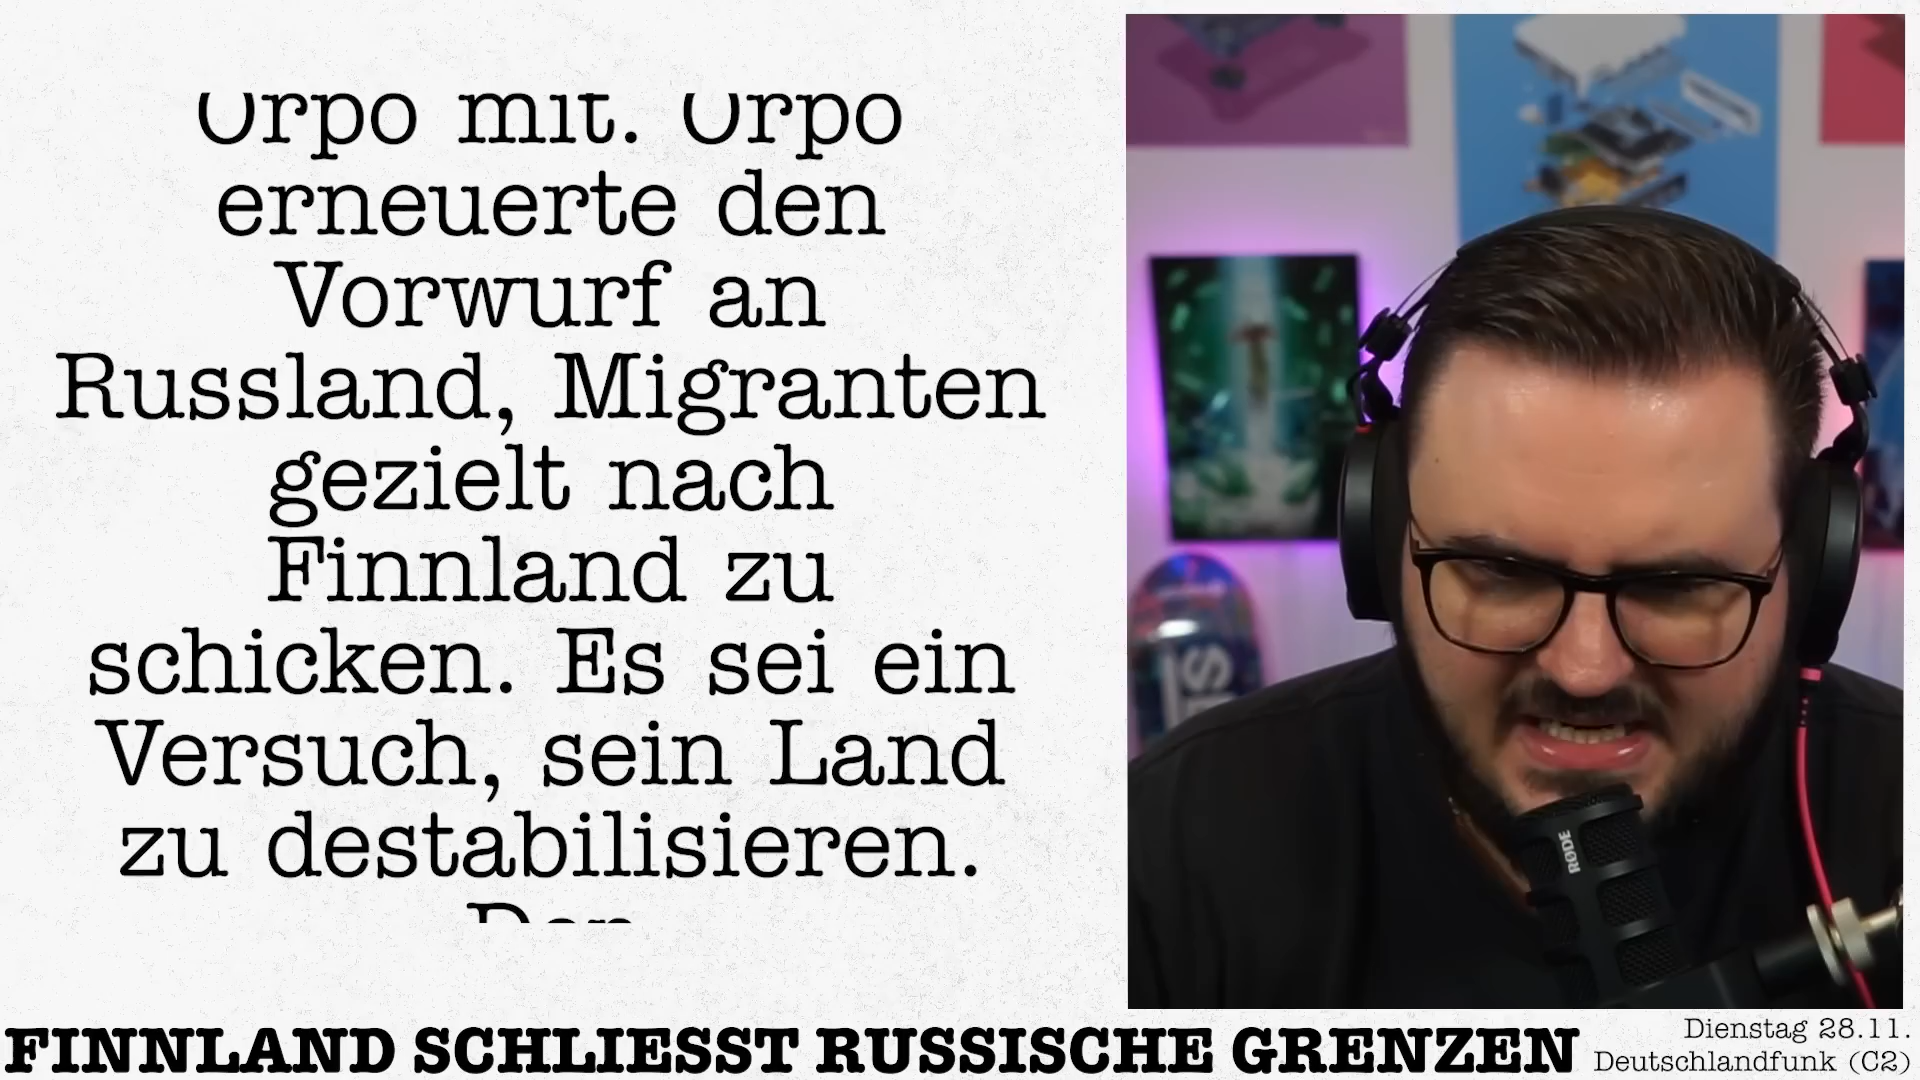 Orpo mit. Orpo
erneuerte den
Vorwurf an
Russland, Migranten
gezielt nach
Finnland zu
schicken. Es sei ein
Versuch, sein Land
zu destabilisieren.
FINNLAND SCHLIESST RUSSISCHE GRENZEN
Dienstag 28.11.
Deutschlandfunk (C2)
RØDE